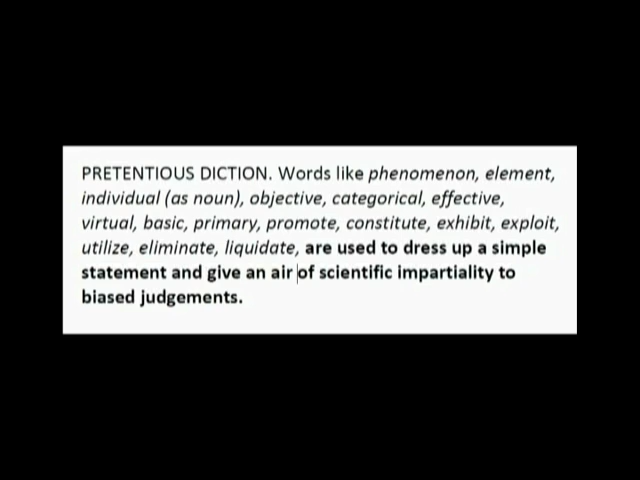 PRETENTIOUS DICTION. Words like phenomenon, element,
individual (as noun), objective, categorical, effective,
virtual, basic, primary, promote, constitute, exhibit, exploit,
utilize, eliminate, liquidate, are used to dress up a simple
statement and give an air of scientific impartiality to
biased judgements.